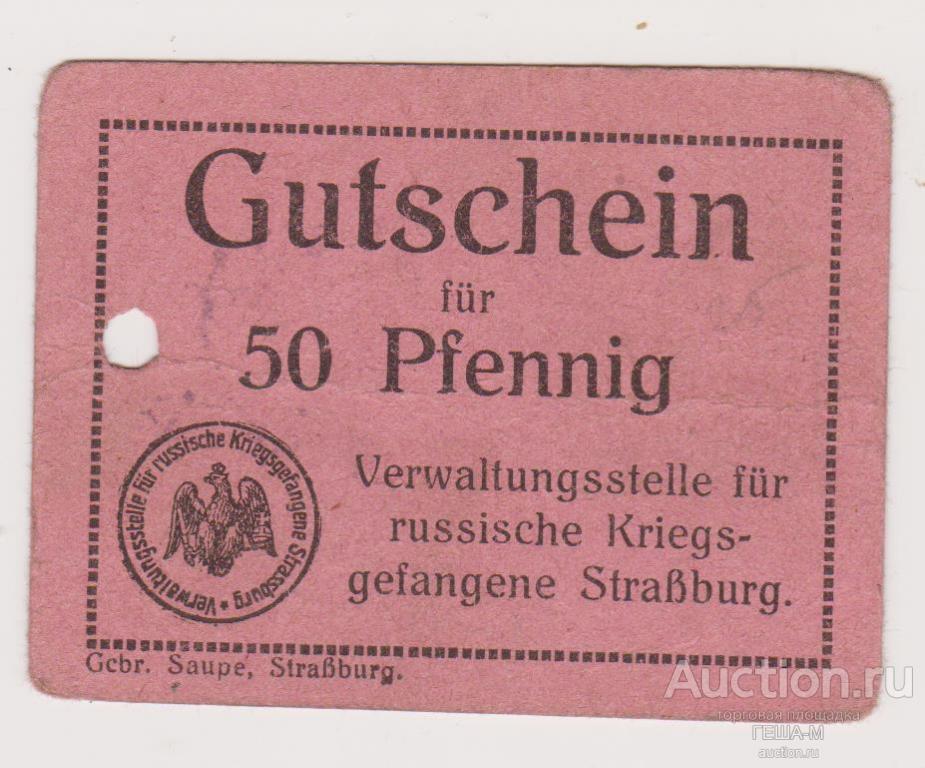 Gutschein
für
50 Pfennig
Verwaltungsstelle für russische Kriegsgefangene Strassburg *
Verwaltungsstelle für
russische Kriegs-
gefangene Straßburg.
Gebr. Saupe, Straßburg.
Auction.ru
торговая площадка
ГЕША-М
auction.ru